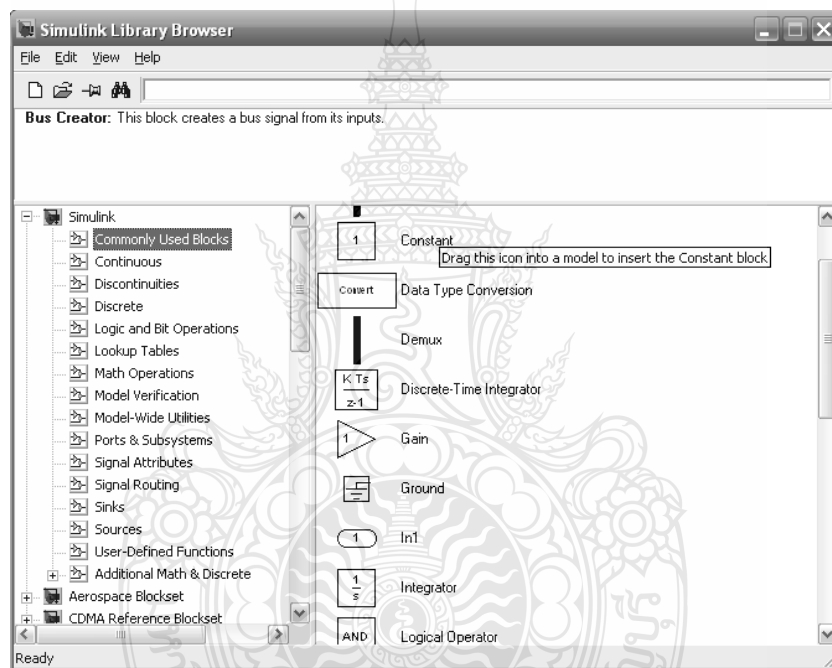 Simulink Library Browser
File Edit View Help
Bus Creator: This block creates a bus signal from its inputs.
Simulink
Commonly Used Blocks
Continuous
Discontinuities
Discrete
Logic and Bit Operations
Lookup Tables
Math Operations
Model Verification
Model-Wide Utilities
Ports & Subsystems
Signal Attributes
Signal Routing
Sinks
Sources
User-Defined Functions
Additional Math & Discrete
Aerospace Blockset
CDMA Reference Blockset
1 Constant
Drag this icon into a model to insert the Constant block
Convert Data Type Conversion
Demux
K Ts
z-1
Discrete-Time Integrator
1 Gain
Ground
1 In1
1
s
Integrator
AND Logical Operator
Ready